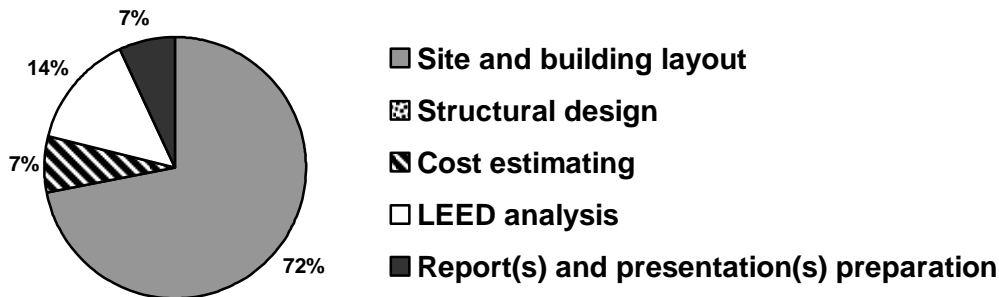 7%
14%
7%
72%
Site and building layout
Structural design
Cost estimating
LEED analysis
Report(s) and presentation(s) preparation